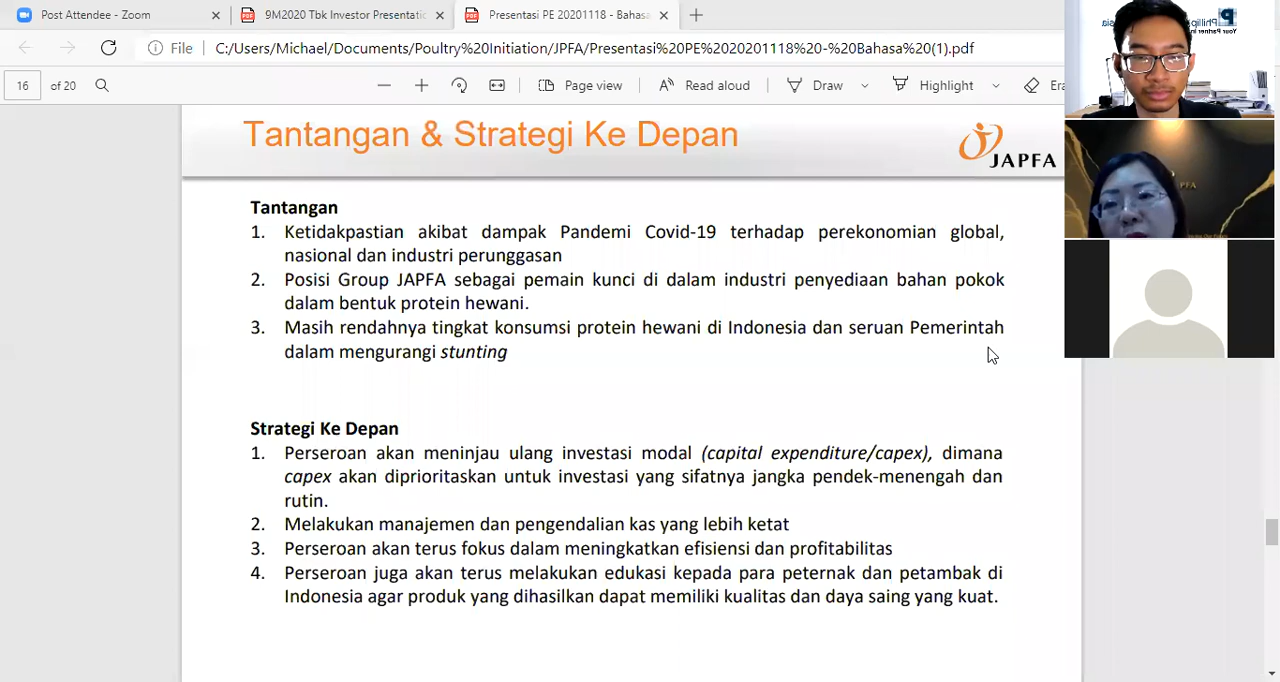 Post Attendee - Zoom
9M2020 Tbk Investor Presentatio
Presentasi PE 20201118 - Bahasa
File
C:/Users/Michael/Documents/Poultry%20Initiation/JPFA/Presentasi%20PE%2020201118%20-%20Bahasa%20(1).pdf
16 of 20
Page view
Read aloud
Draw
Highlight
Era
Tantangan & Strategi Ke Depan
JAPFA
Tantangan
1. Ketidakpastian akibat dampak Pandemi Covid-19 terhadap perekonomian global,
nasional dan industri perunggasan
2. Posisi Group JAPFA sebagai pemain kunci di dalam industri penyediaan bahan pokok
dalam bentuk protein hewani.
3. Masih rendahnya tingkat konsumsi protein hewani di Indonesia dan seruan Pemerintah
dalam mengurangi stunting
Strategi Ke Depan
1. Perseroan akan meninjau ulang investasi modal (capital expenditure/capex), dimana
capex akan diprioritaskan untuk investasi yang sifatnya jangka pendek-menengah dan
rutin.
2. Melakukan manajemen dan pengendalian kas yang lebih ketat
3. Perseroan akan terus fokus dalam meningkatkan efisiensi dan profitabilitas
4. Perseroan juga akan terus melakukan edukasi kepada para peternak dan petambak di
Indonesia agar produk yang dihasilkan dapat memiliki kualitas dan daya saing yang kuat.